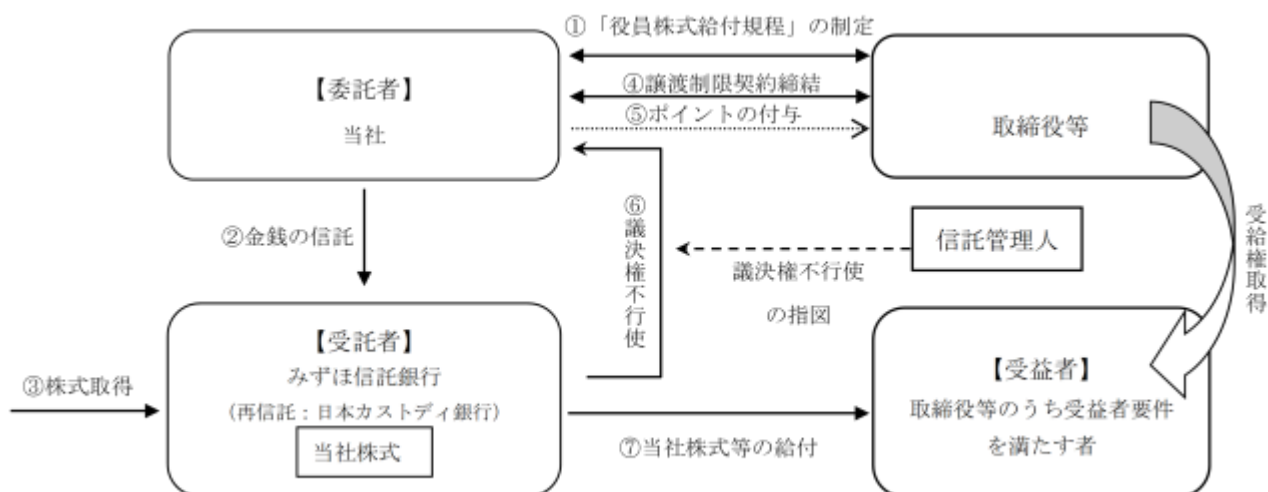 ①「役員株式給付規程」の制定
【委託者】
当社
④譲渡制限契約締結
⑤ポイントの付与
取締役等
②金銭の信託
⑥議決権不行使
信託管理人
議決権不行使
の指図
受給権取得
③株式取得
【受託者】
みずほ信託銀行
(再信託:日本カストディ銀行)
当社株式
⑦当社株式等の給付
【受益者】
取締役等のうち受益者要件
を満たす者